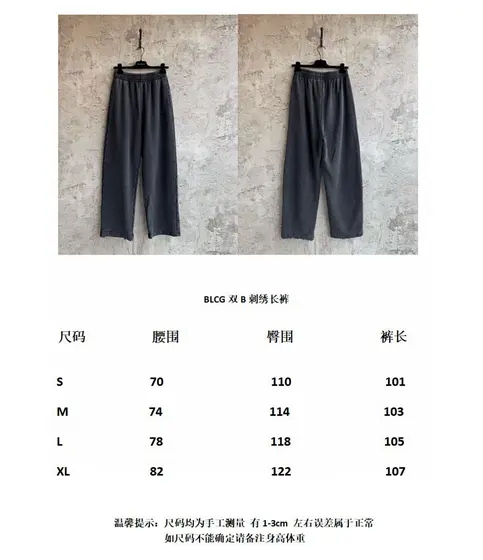 BLCG 双 B 刺绣长裤
尺码 腰围 臀围 裤长
S 70 110 101
M 74 114 103
L 78 118 105
XL 82 122 107
温馨提示：尺码均为手工测量 有 1-3cm 左右误差属于正常
如尺码不能确定请备注身高体重